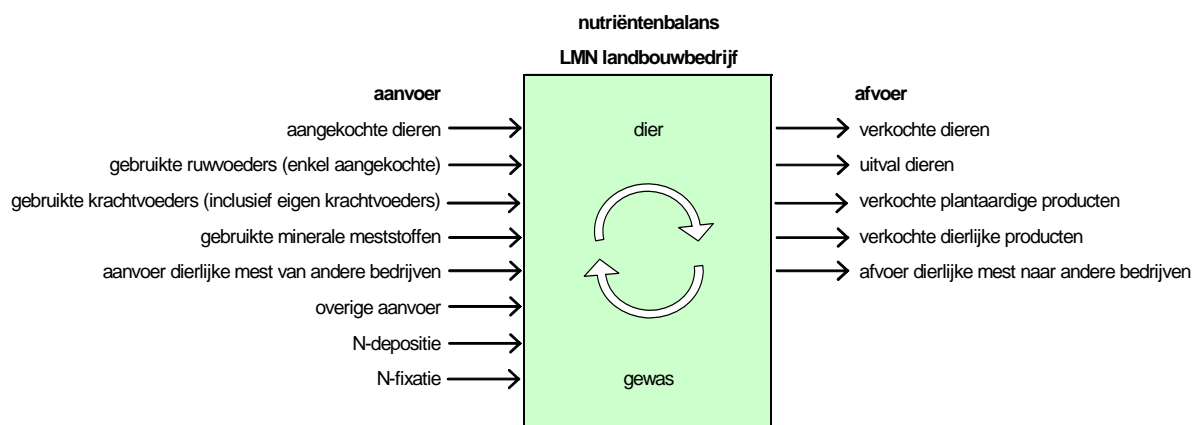 nutriëntenbalans
LMN landbouwbedrijf
aanvoer
aangekochte dieren
gebruikte ruwvoeders (enkel aangekochte)
gebruikte krachtvoeders (inclusief eigen krachtvoeders)
gebruikte minerale meststoffen
aanvoer dierlijke mest van andere bedrijven
overige aanvoer
N-depositie
N-fixatie
dier
gewas
afvoer
verkochte dieren
uitval dieren
verkochte plantaardige producten
verkochte dierlijke producten
afvoer dierlijke mest naar andere bedrijven